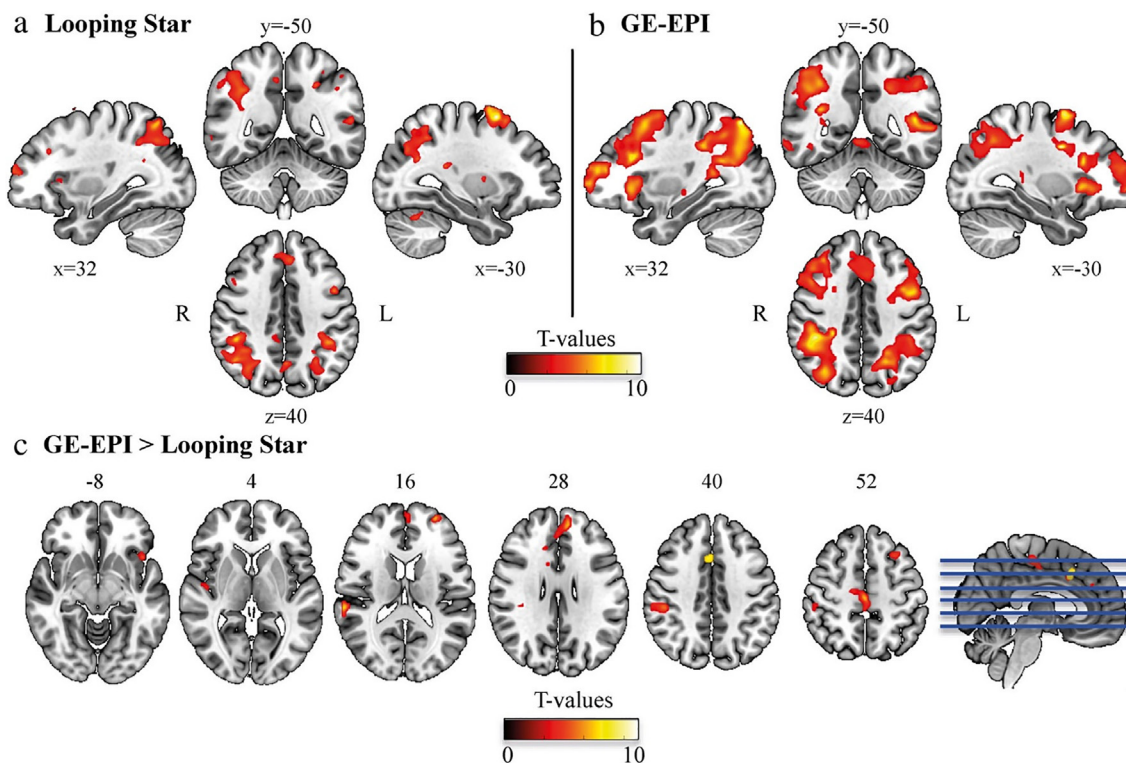 a Looping Star
y=-50
x=32
x=-30
R
L
z=40
b GE-EPI
y=-50
x=32
x=-30
R
L
z=40
T-values
0
10
c GE-EPI > Looping Star
-8
4
16
28
40
52
T-values
0
10